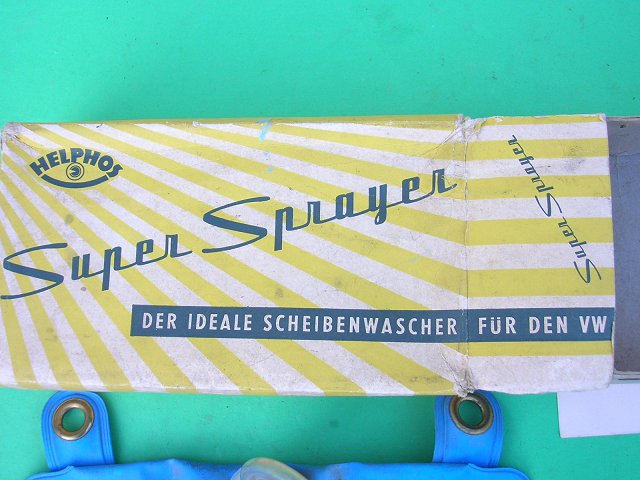 HELPHOS
Super Sprayer
Super Sprayer
DER IDEALE SCHEIBENWASCHER FÜR DEN VW